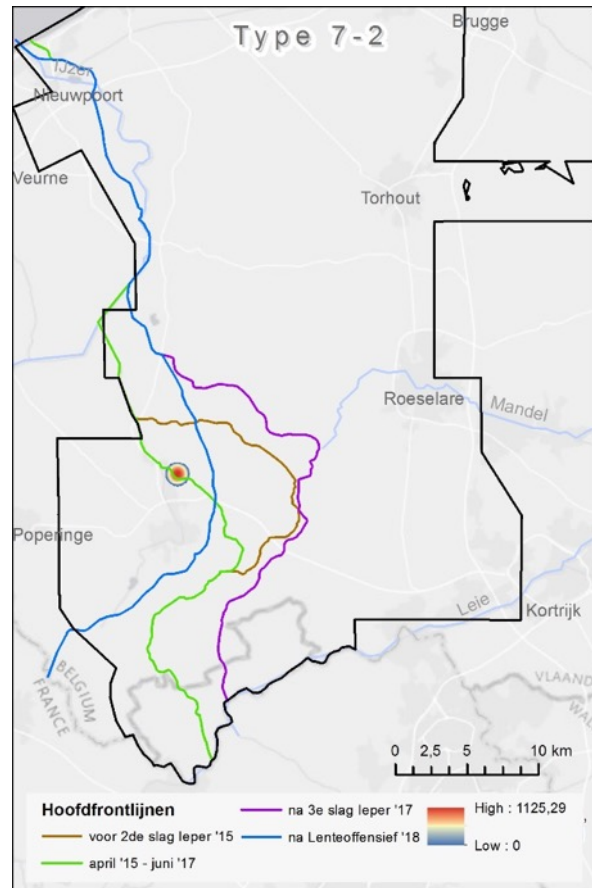 Type 7-2
Brugge
IJzer
Nieuwpoort
Veurne
Torhout
Roeselare
Mandel
Poperinge
Leie
Kortrijk
BELGIUM
FRANCE
VLAAND
WAL
0 2,5 5 10 km
Hoofdfrontlijnen
voor 2de slag Ieper '15
april '15 - juni '17
na 3e slag Ieper '17
na Lenteoffensief '18
High : 1125,29
Low : 0